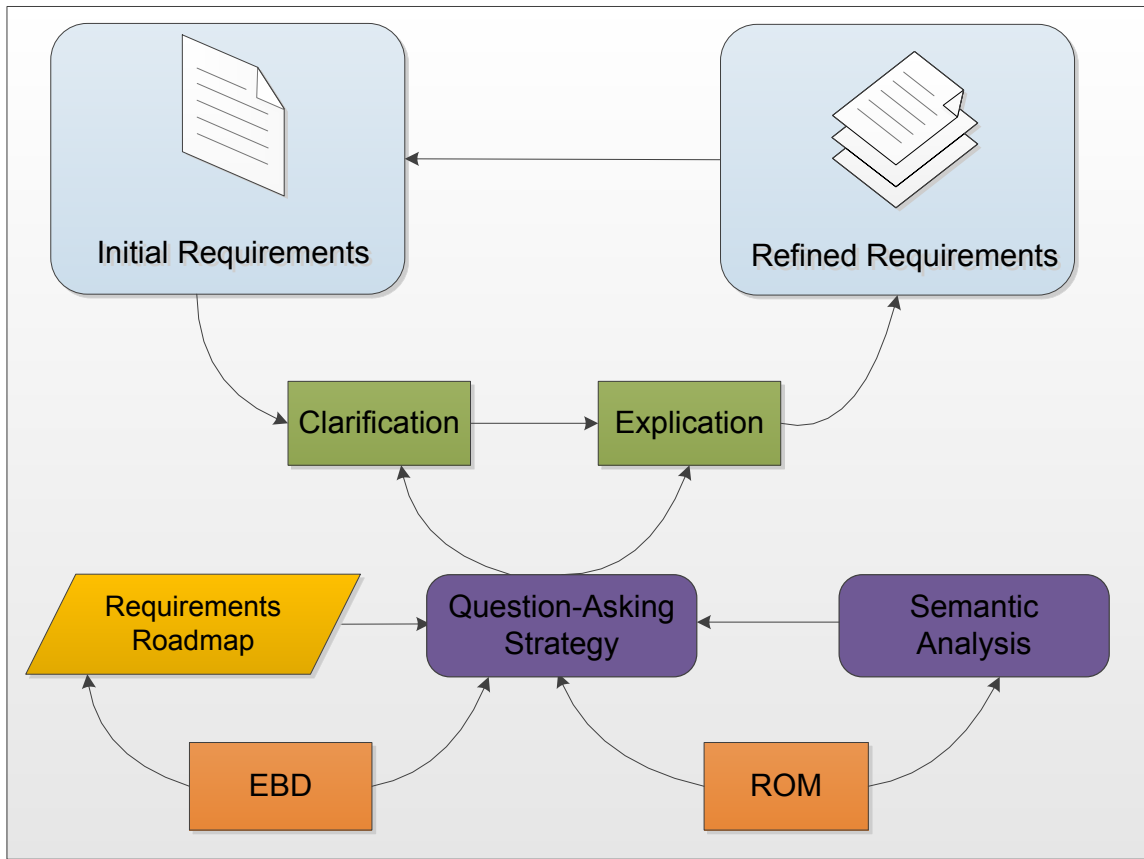 Initial Requirements
Refined Requirements
Clarification
Explication
Requirements
Roadmap
Question-Asking
Strategy
Semantic
Analysis
EBD
ROM